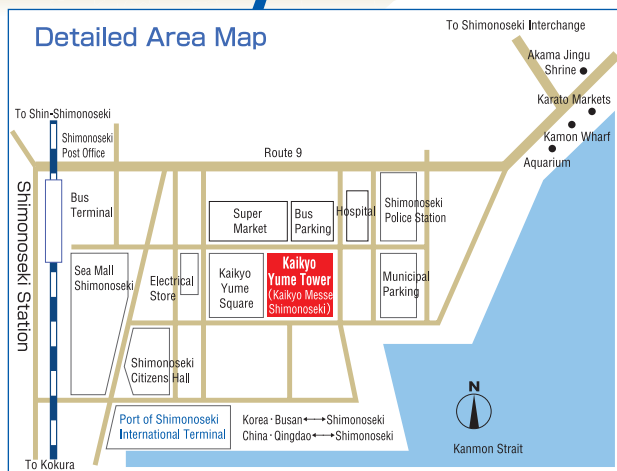 Detailed Area Map
To Shimonoseki Interchange
Akama Jingu
Shrine
Karato Markets
Kamon Wharf
Aquarium
To Shin-Shimonoseki
Shimonoseki
Post Office
Route 9
Shimonoseki Station
Bus
Terminal
Super
Market
Bus
Parking
Hospital
Shimonoseki
Police Station
Sea Mall
Shimonoseki
Electrical
Store
Kaikyo
Yume
Square
Kaikyo
Yume Tower
(Kaikyo Messe
Shimonoseki)
Municipal
Parking
Shimonoseki
Citizens Hall
Port of Shimonoseki
International Terminal
Korea·Busan⟷Shimonoseki
China·Qingdao⟷Shimonoseki
N
Kanmon Strait
To Kokura